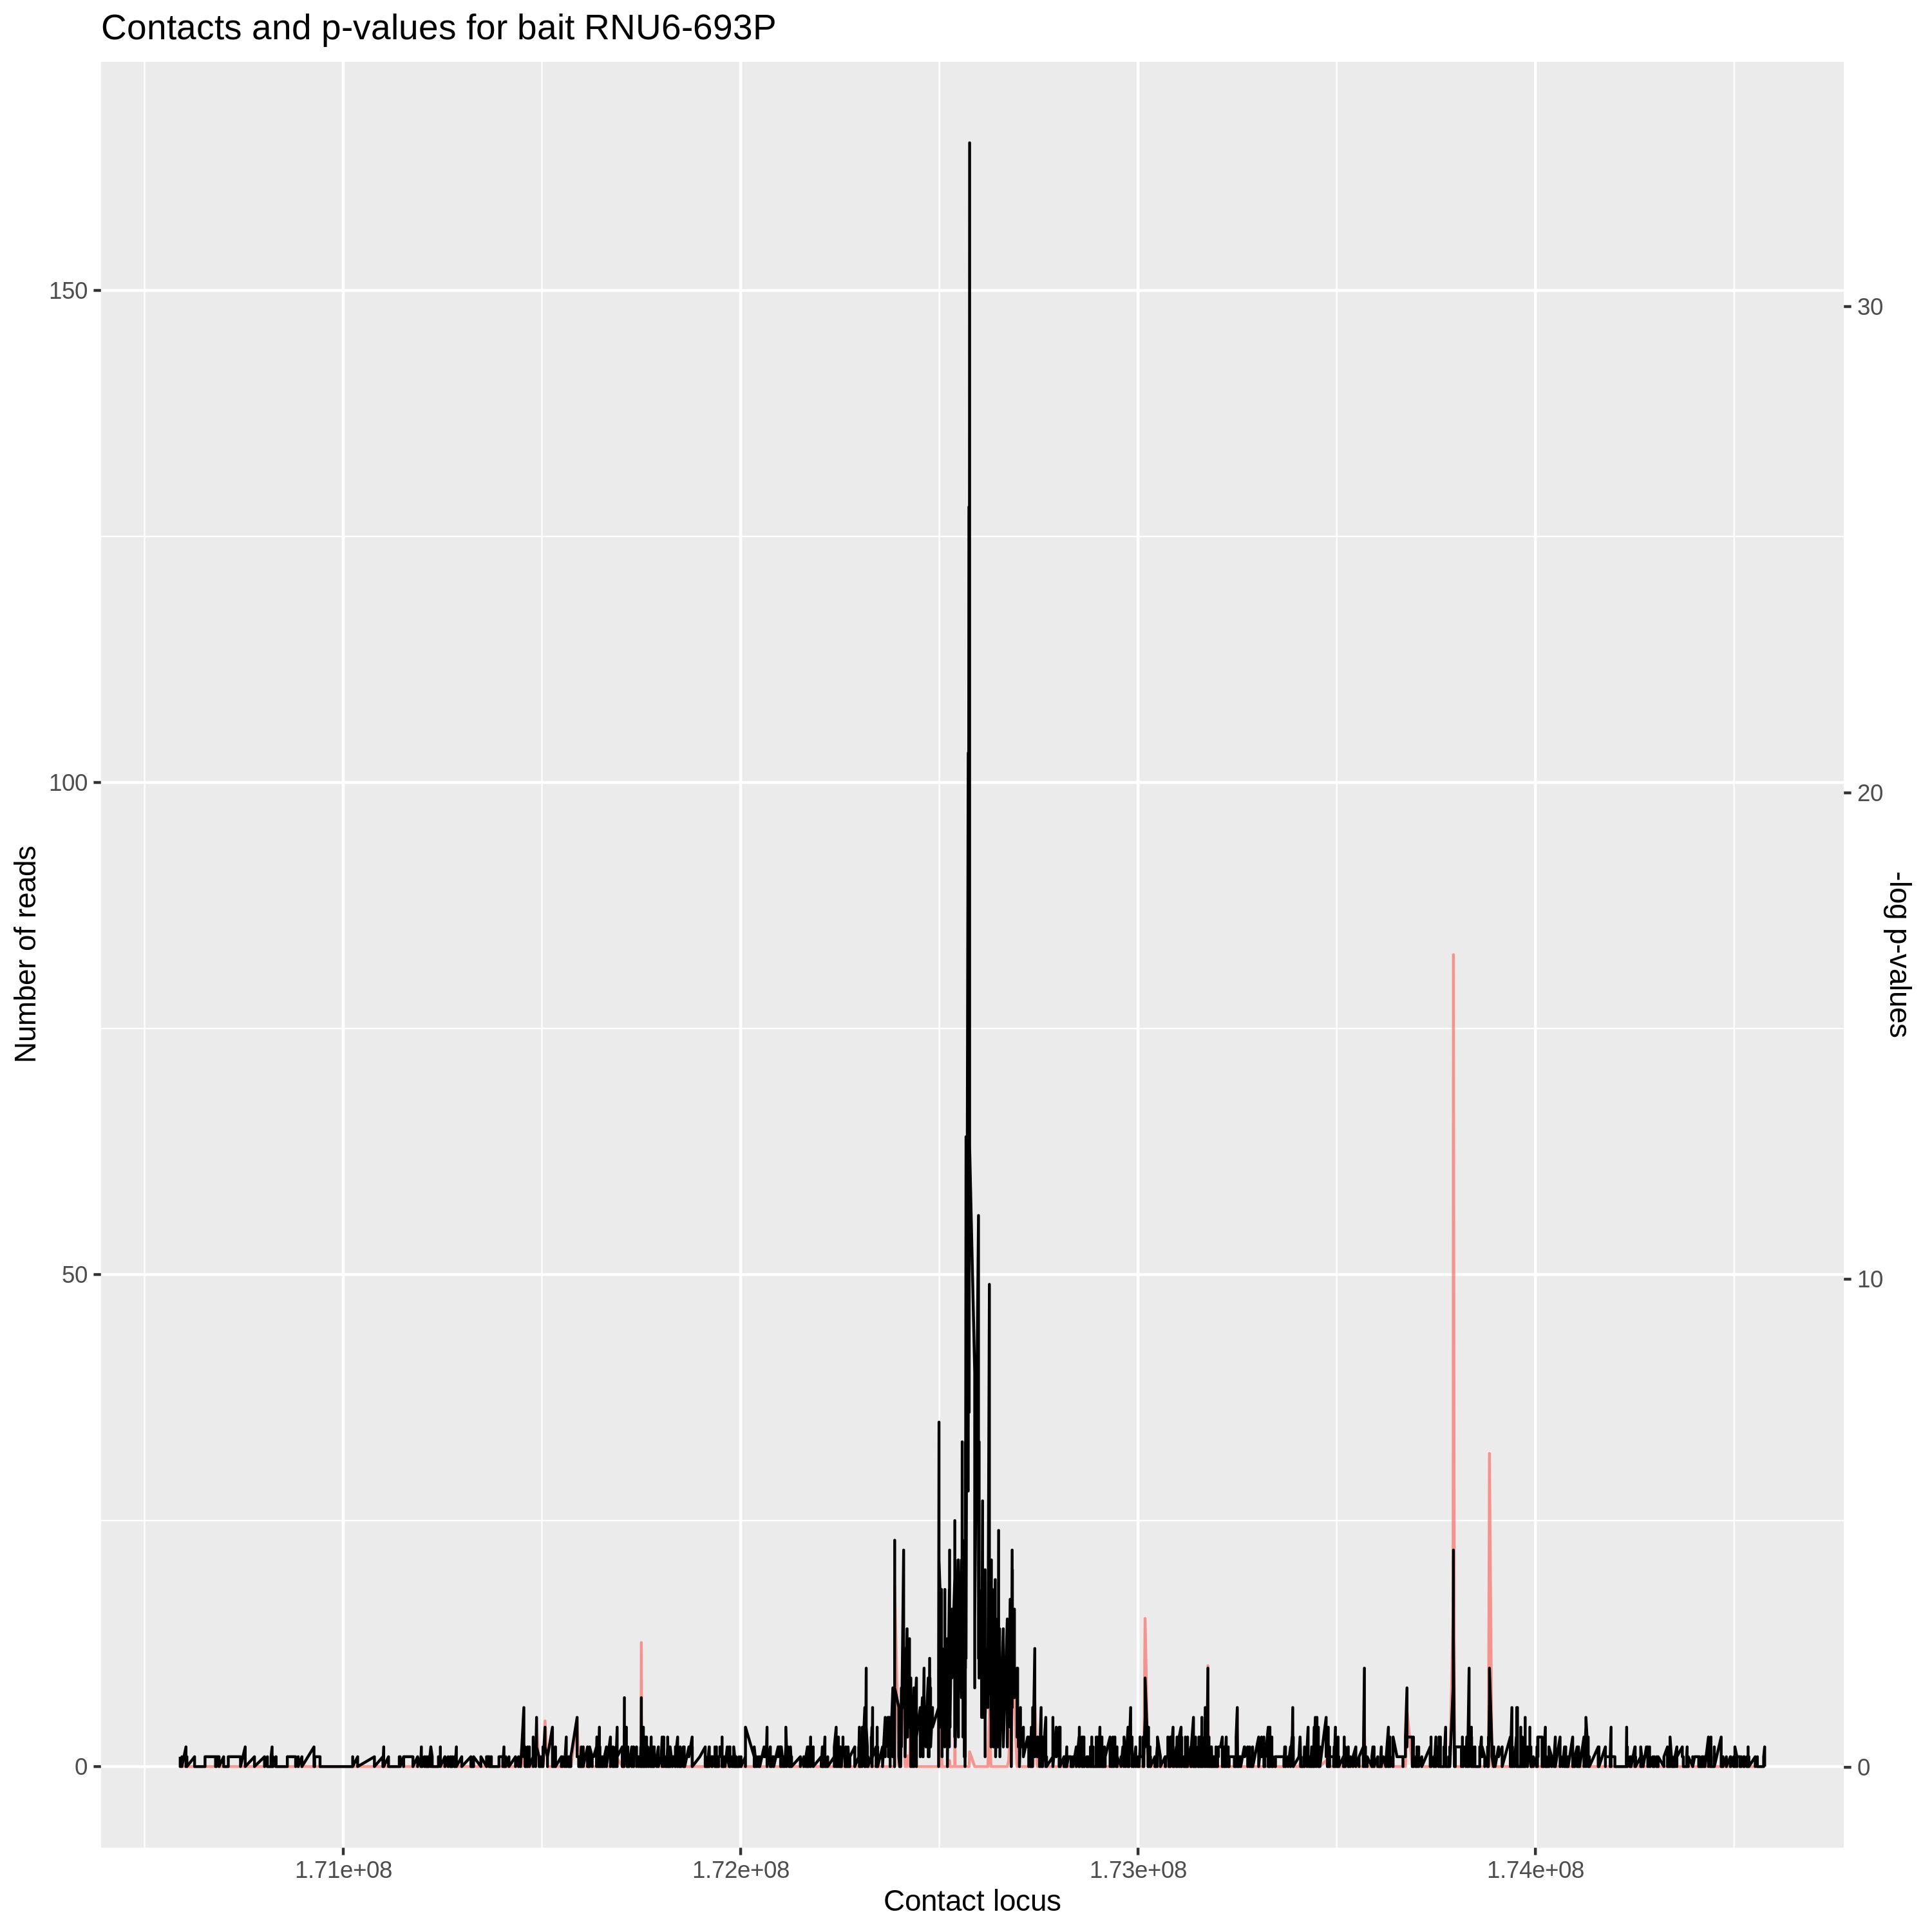 Contacts and p-values for bait RNU6-693P
150
100
50
0
30
20
10
0
Number of reads
-log p-values
1.71e+08
1.72e+08
1.73e+08
1.74e+08
Contact locus